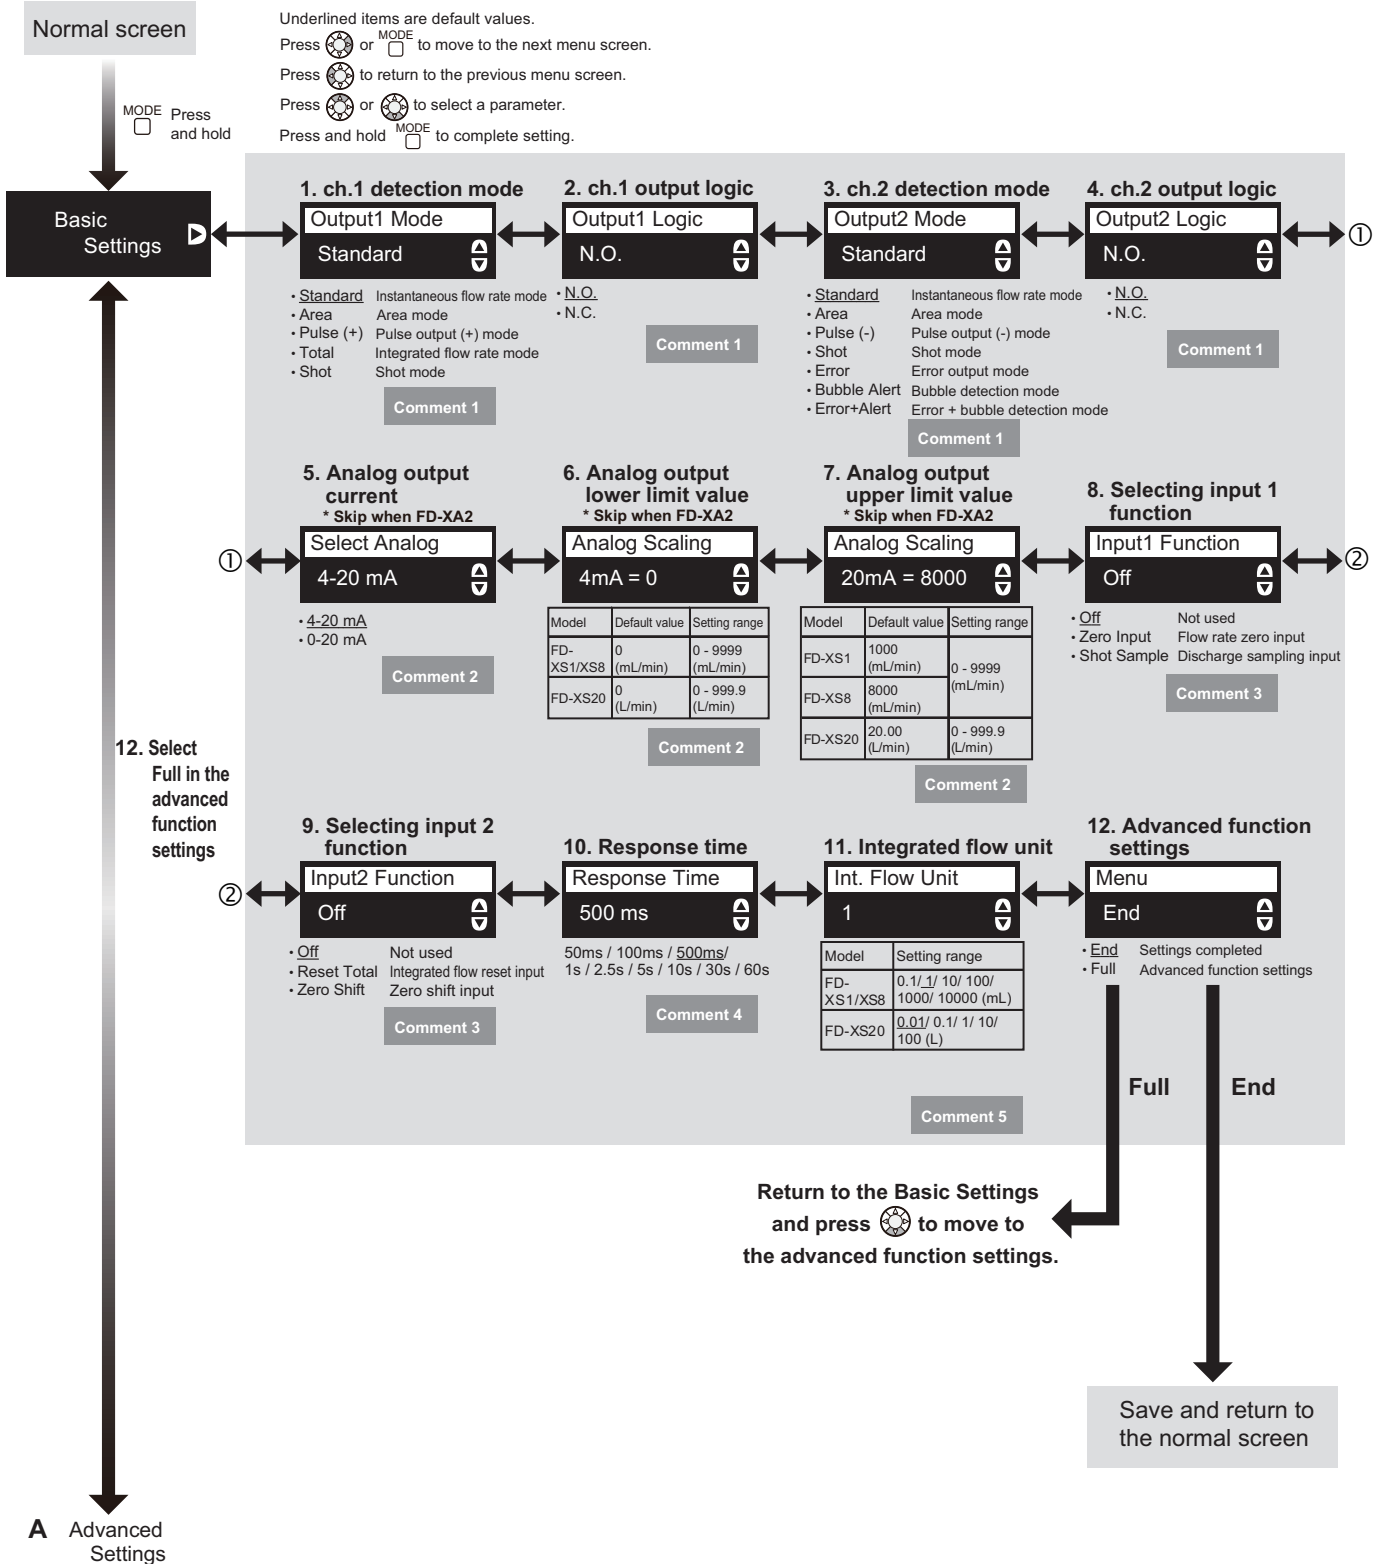 Normal screen
Underlined items are default values.
Press or MODE to move to the next menu screen.
Press to return to the previous menu screen.
Press or to select a parameter.
Press and hold MODE to complete setting.
MODE Press
and hold
Basic
Settings
1. ch.1 detection mode
Output1 Mode
Standard
• Standard Instantaneous flow rate mode
• Area Area mode
• Pulse (+) Pulse output (+) mode
• Total Integrated flow rate mode
• Shot Shot mode
Comment 1
2. ch.1 output logic
Output1 Logic
N.O.
• N.O.
• N.C.
Comment 1
3. ch.2 detection mode
Output2 Mode
Standard
• Standard Instantaneous flow rate mode
• Area Area mode
• Pulse (-) Pulse output (-) mode
• Shot Shot mode
• Error Error output mode
• Bubble Alert Bubble detection mode
• Error+Alert Error + bubble detection mode
Comment 1
4. ch.2 output logic
Output2 Logic
N.O.
• N.O.
• N.C.
Comment 1
①
①
5. Analog output
current
* Skip when FD-XA2
Select Analog
4-20 mA
• 4-20 mA
• 0-20 mA
Comment 2
6. Analog output
lower limit value
* Skip when FD-XA2
Analog Scaling
4mA = 0
Model Default value Setting range
FD-XS1/XS8 0 (mL/min) 0 - 9999 (mL/min)
FD-XS20 0 (L/min) 0 - 999.9 (L/min)
Comment 2
7. Analog output
upper limit value
* Skip when FD-XA2
Analog Scaling
20mA = 8000
Model Default value Setting range
FD-XS1 1000 (mL/min) 0 - 9999 (mL/min)
FD-XS8 8000 (mL/min)
FD-XS20 20.00 (L/min) 0 - 999.9 (L/min)
Comment 2
8. Selecting input 1
function
Input1 Function
Off
• Off Not used
• Zero Input Flow rate zero input
• Shot Sample Discharge sampling input
Comment 3
②
12. Select
Full in the
advanced
function
settings
②
9. Selecting input 2
function
Input2 Function
Off
• Off Not used
• Reset Total Integrated flow reset input
• Zero Shift Zero shift input
Comment 3
10. Response time
Response Time
500 ms
50ms / 100ms / 500ms/
1s / 2.5s / 5s / 10s / 30s / 60s
Comment 4
11. Integrated flow unit
Int. Flow Unit
1
Model Setting range
FD-XS1/XS8 0.1/ 1/ 10/ 100/ 1000/ 10000 (mL)
FD-XS20 0.01/ 0.1/ 1/ 10/ 100 (L)
Comment 5
12. Advanced function
settings
Menu
End
• End Settings completed
• Full Advanced function settings
Full
End
Return to the Basic Settings
and press to move to
the advanced function settings.
Save and return to
the normal screen
A Advanced
Settings